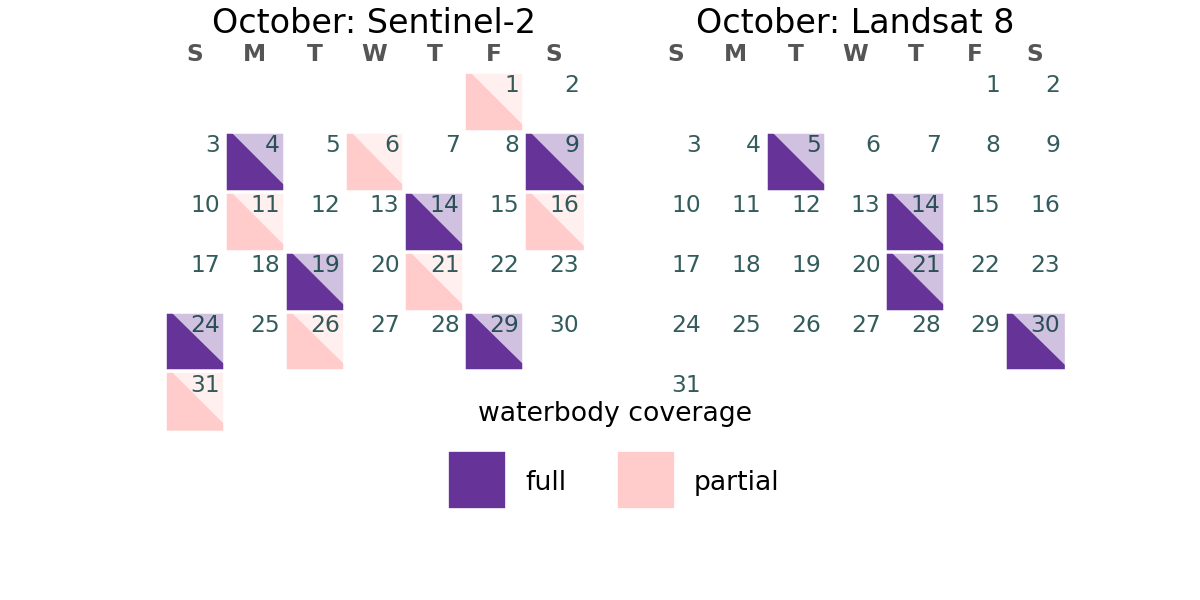 October: Sentinel-2
S M T W T F S
1 2
3 4 5 6 7 8 9
10 11 12 13 14 15 16
17 18 19 20 21 22 23
24 25 26 27 28 29 30
31
October: Landsat 8
S M T W T F S
1 2
3 4 5 6 7 8 9
10 11 12 13 14 15 16
17 18 19 20 21 22 23
24 25 26 27 28 29 30
31
waterbody coverage
full partial